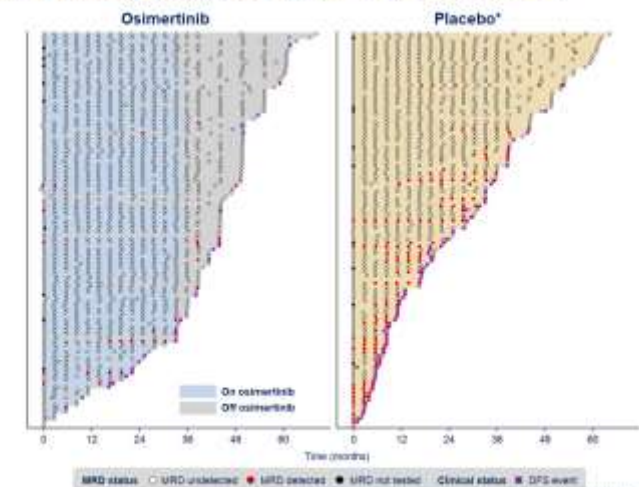 Osimertinib
Placebo*
On osimertinib
Off osimertinib
0 12 24 36 48 60
0 12 24 36 48 60
Time (months)
MRD status MRD undetected MRD detected MRD not tested Clinical status DFS event